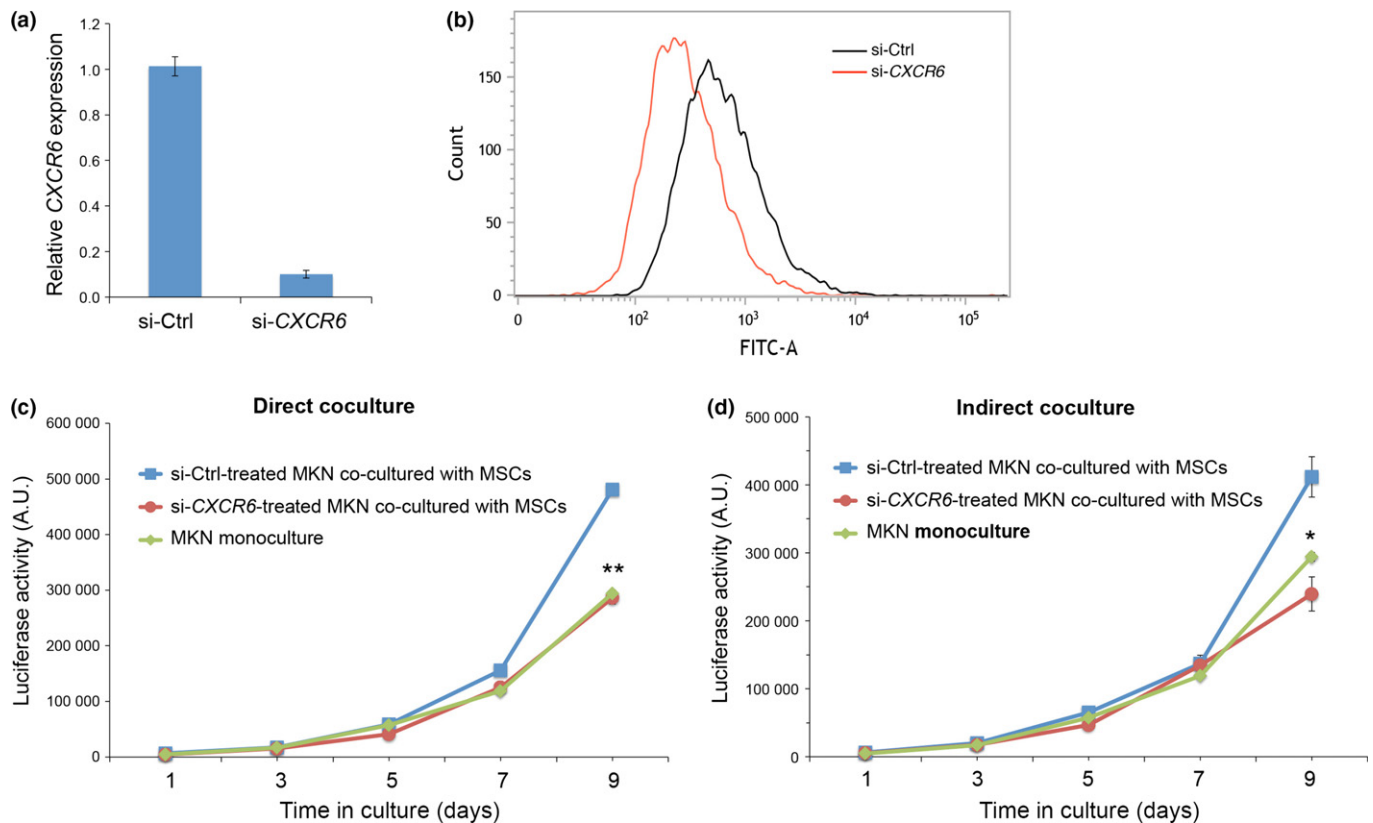 (a)
Relative CXCR6 expression
1.2
1.0
0.8
0.6
0.4
0.2
0.0
si-Ctrl
si-CXCR6
(b)
Count
150
100
50
0
0
10²
10³
10⁴
10⁵
FITC-A
si-Ctrl
si-CXCR6
(c)
Direct coculture
Luciferase activity (A.U.)
600 000
500 000
400 000
300 000
200 000
100 000
0
si-Ctrl-treated MKN co-cultured with MSCs
si-CXCR6-treated MKN co-cultured with MSCs
MKN monoculture
**
1
3
5
7
9
Time in culture (days)
(d)
Indirect coculture
Luciferase activity (A.U.)
500 000
400 000
300 000
200 000
100 000
0
si-Ctrl-treated MKN co-cultured with MSCs
si-CXCR6-treated MKN co-cultured with MSCs
MKN monoculture
*
1
3
5
7
9
Time in culture (days)